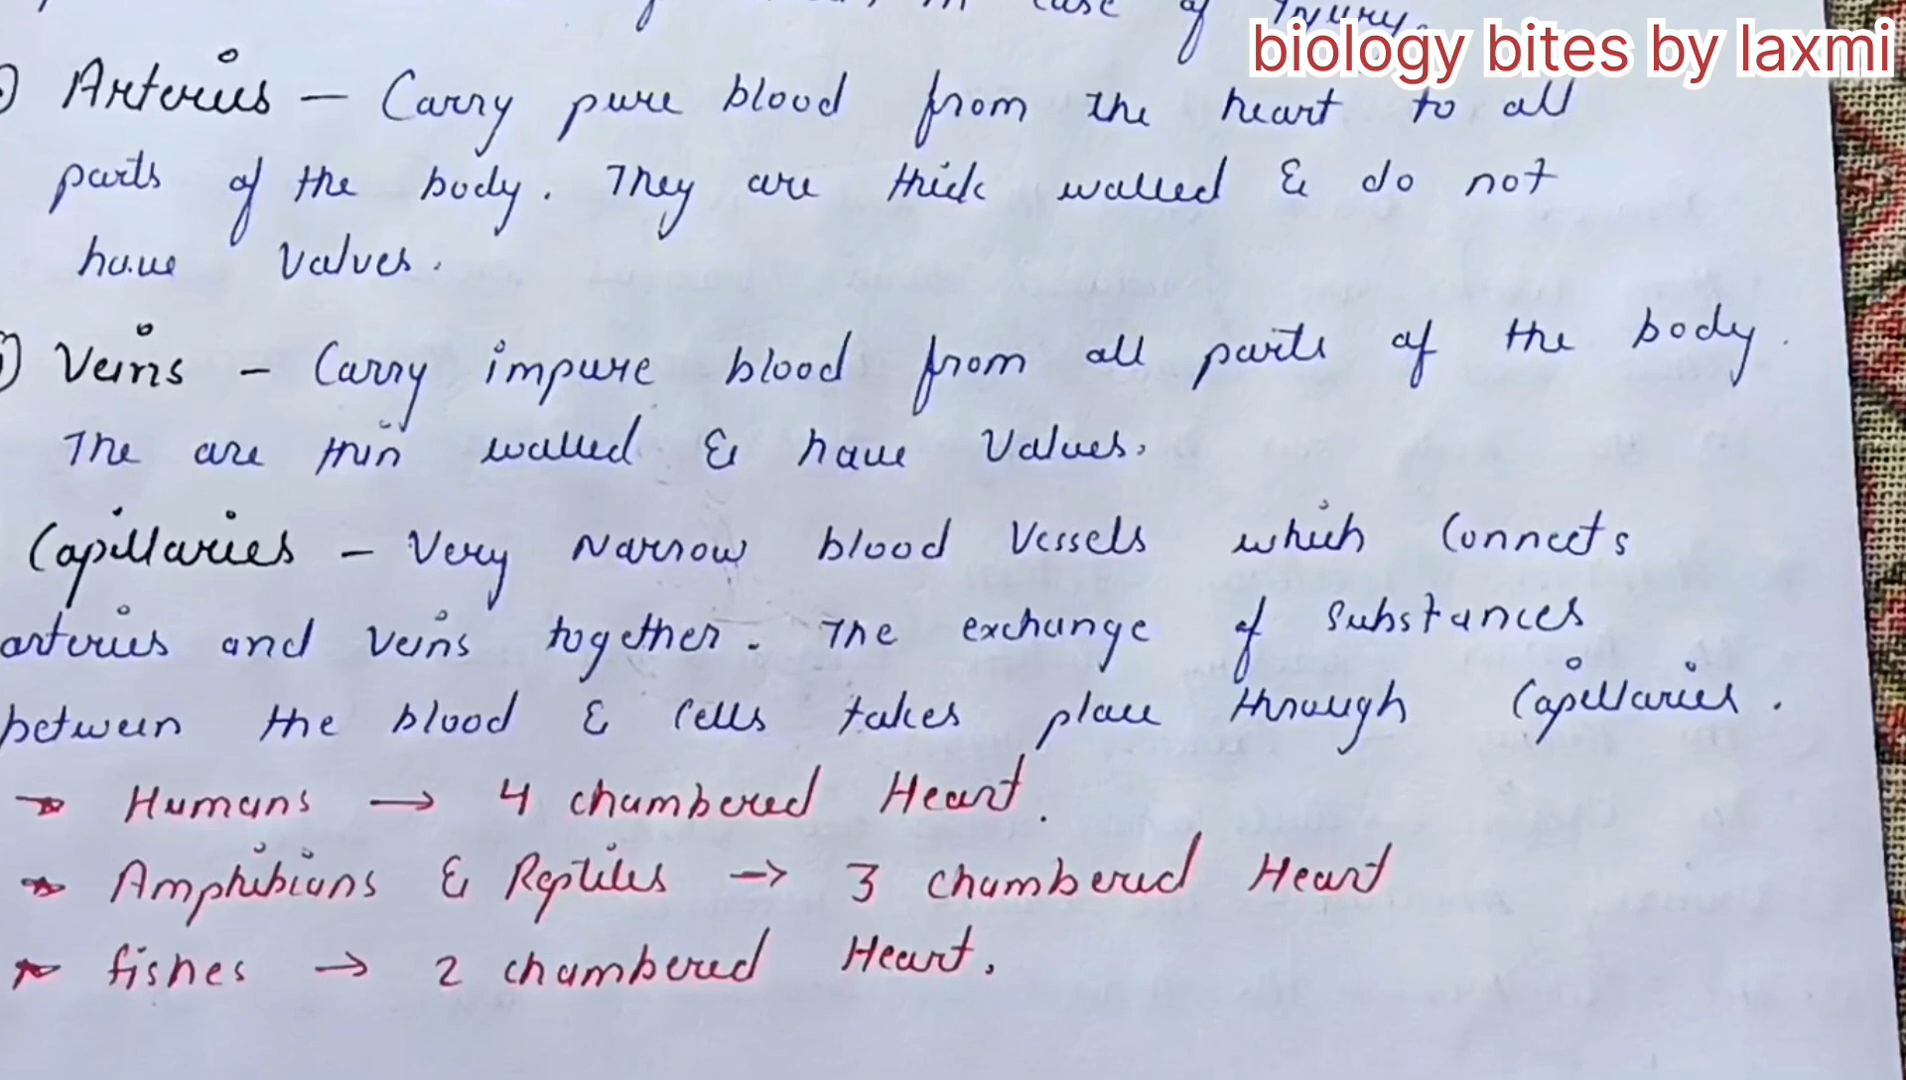 in case of Injury.
biology bites by laxmi
) Arteries – Carry pure blood from the heart to all
parts of the body. They are thick walled & do not
have valves.
) Veins – Carry impure blood from all parts of the body.
The are thin walled & have Valves.
Capillaries – Very Narrow blood Vessels which Connects
arteries and veins together. The exchange of substances
between the blood & Cells takes place through Capillaries.
→ Humans → 4 chambered Heart.
→ Amphibians & Reptiles → 3 chambered Heart
→ fishes → 2 chambered Heart.